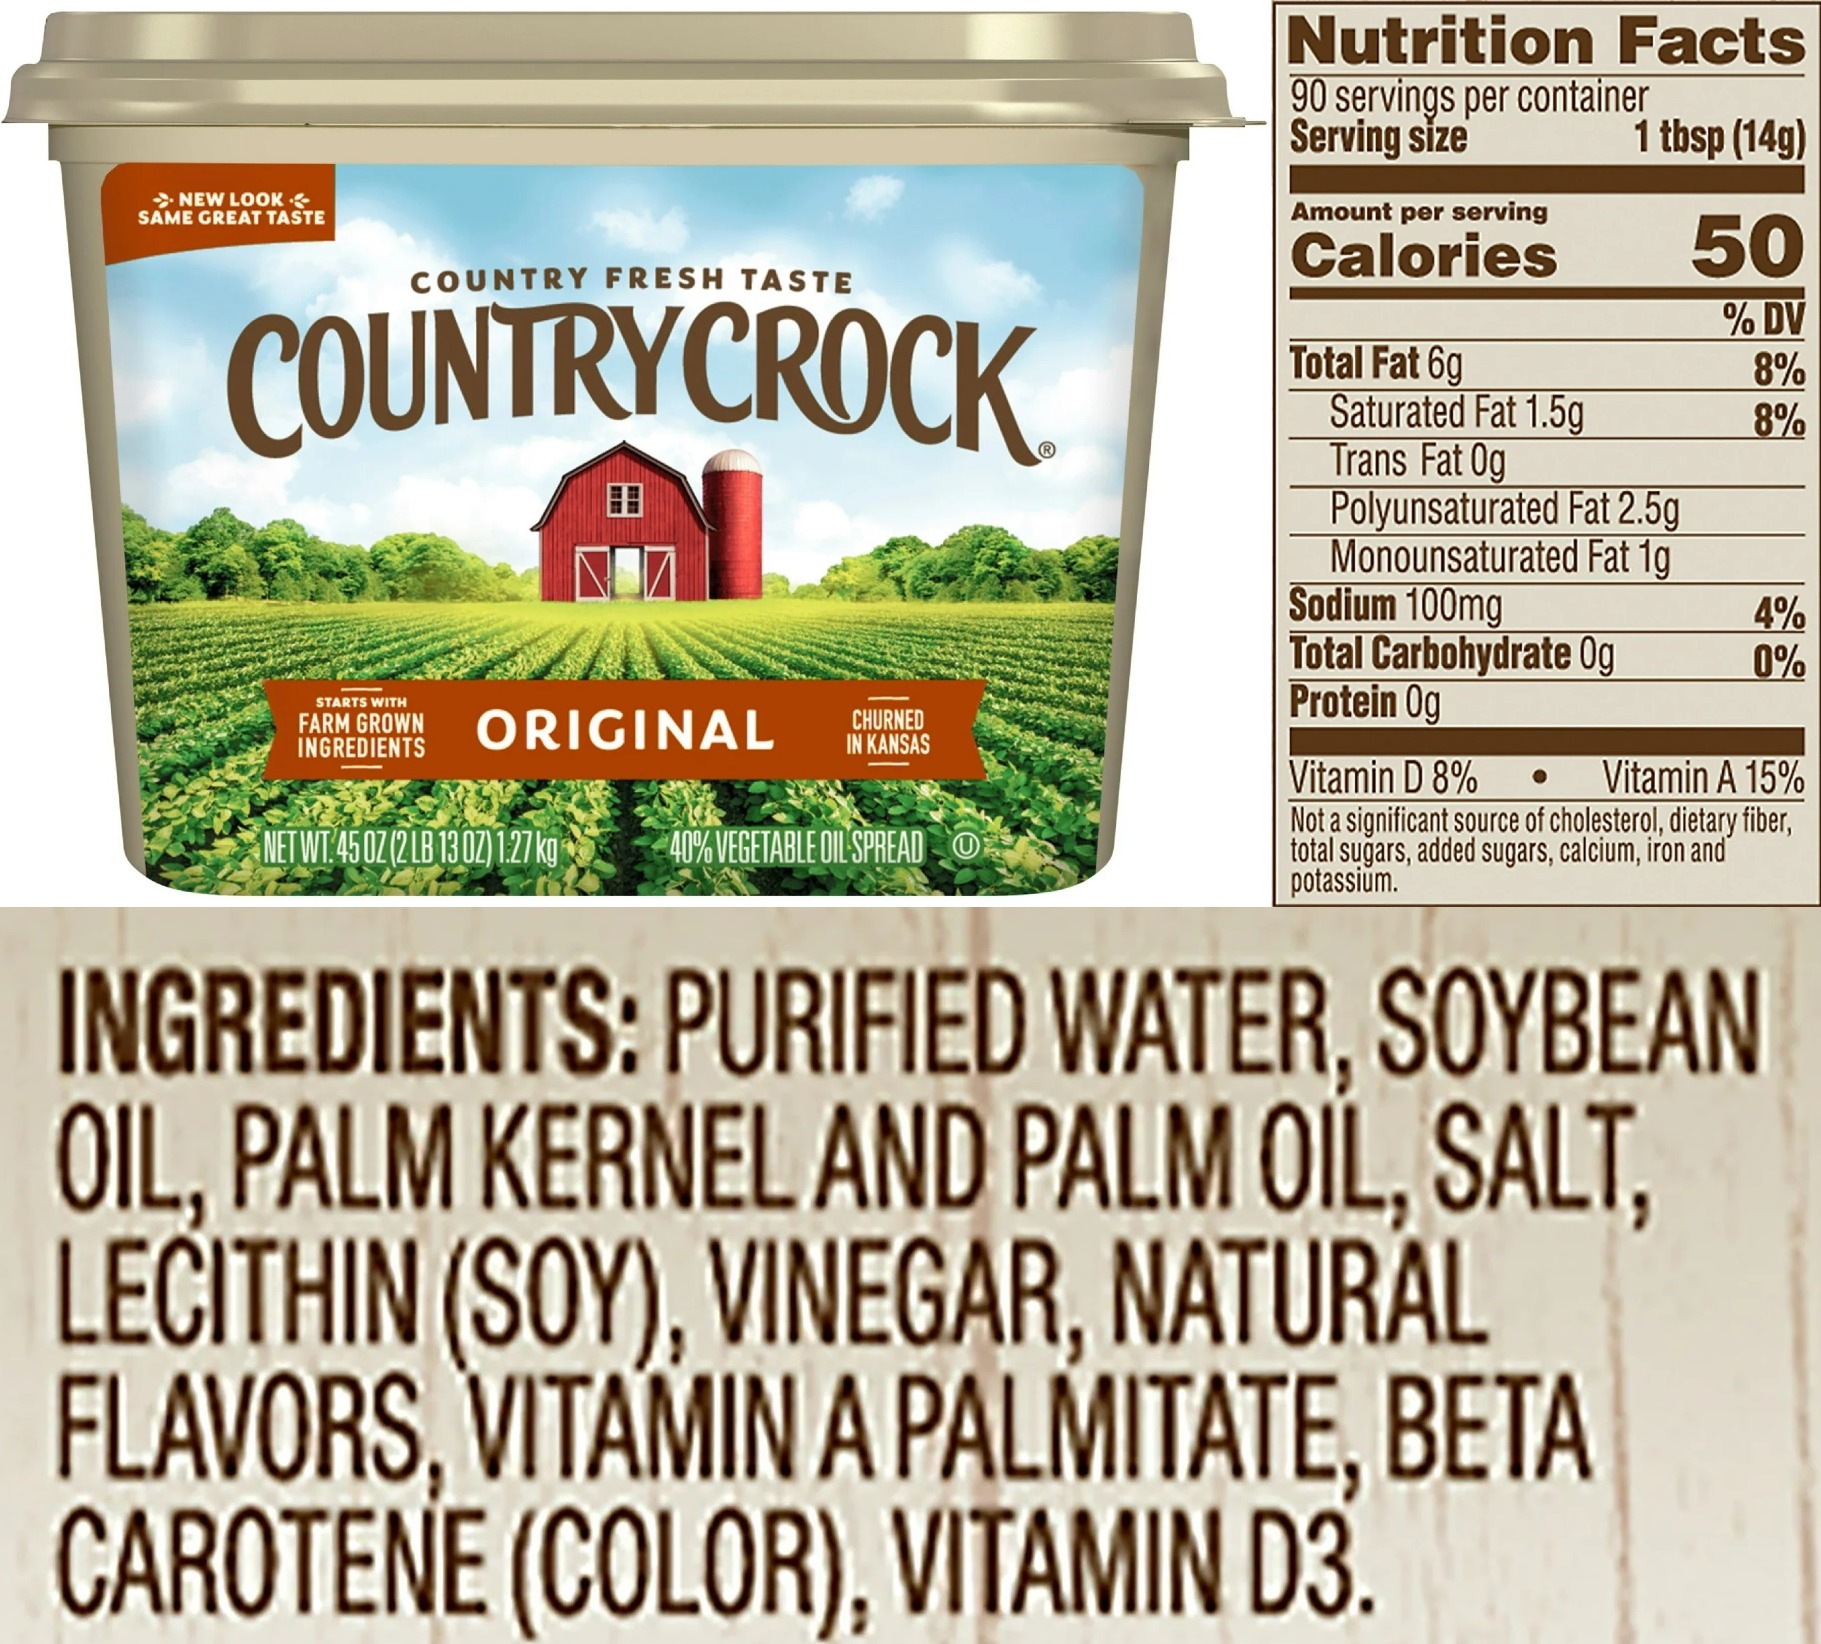 NEW LOOK
SAME GREAT TASTE
COUNTRY FRESH TASTE
COUNTRY CROCK®
STARTS WITH
FARM GROWN
INGREDIENTS
ORIGINAL
CHURNED
IN KANSAS
NET WT. 45 OZ (2 LB 13 OZ) 1.27 kg
40% VEGETABLE OIL SPREAD
U
Nutrition Facts
90 servings per container
Serving size 1 tbsp (14g)
Amount per serving
Calories 50
% DV
Total Fat 6g 8%
Saturated Fat 1.5g 8%
Trans Fat 0g
Polyunsaturated Fat 2.5g
Monounsaturated Fat 1g
Sodium 100mg 4%
Total Carbohydrate 0g 0%
Protein 0g
Vitamin D 8% • Vitamin A 15%
Not a significant source of cholesterol, dietary fiber,
total sugars, added sugars, calcium, iron and
potassium.
INGREDIENTS: PURIFIED WATER, SOYBEAN
OIL, PALM KERNEL AND PALM OIL, SALT,
LECITHIN (SOY), VINEGAR, NATURAL
FLAVORS, VITAMIN A PALMITATE, BETA
CAROTENE (COLOR), VITAMIN D3.